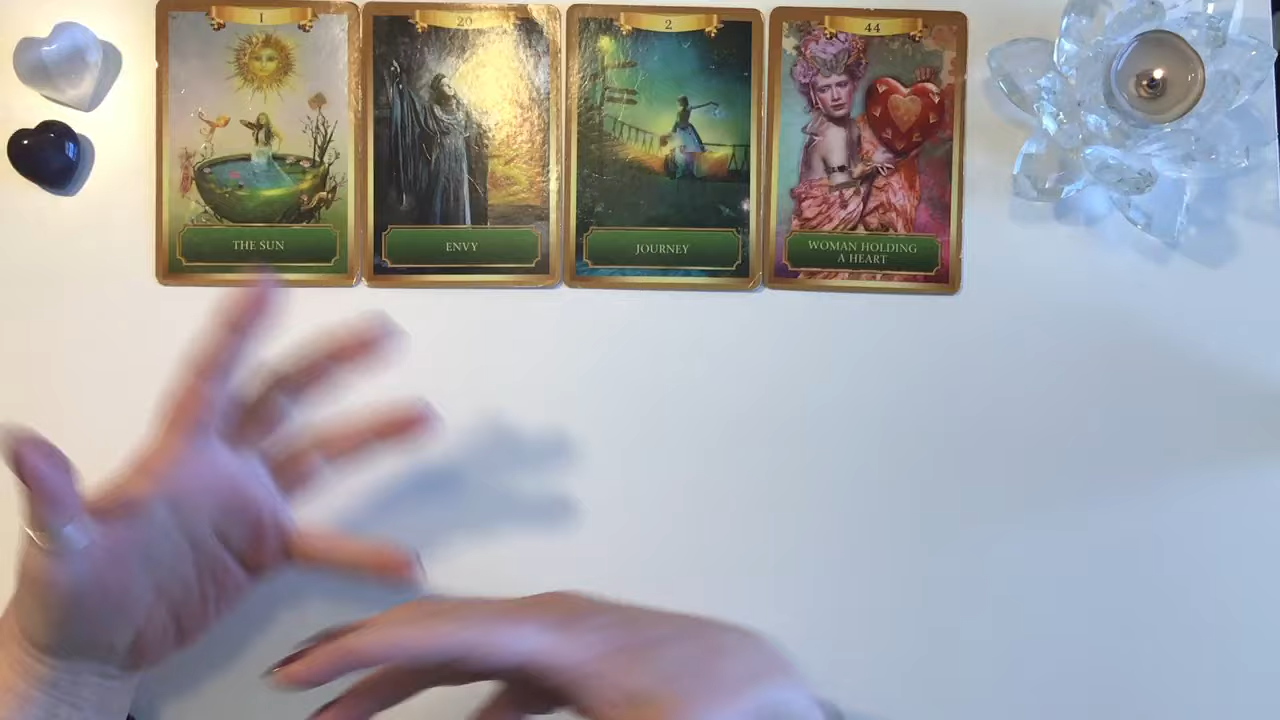 1
THE SUN
20
ENVY
2
JOURNEY
44
WOMAN HOLDING
A HEART